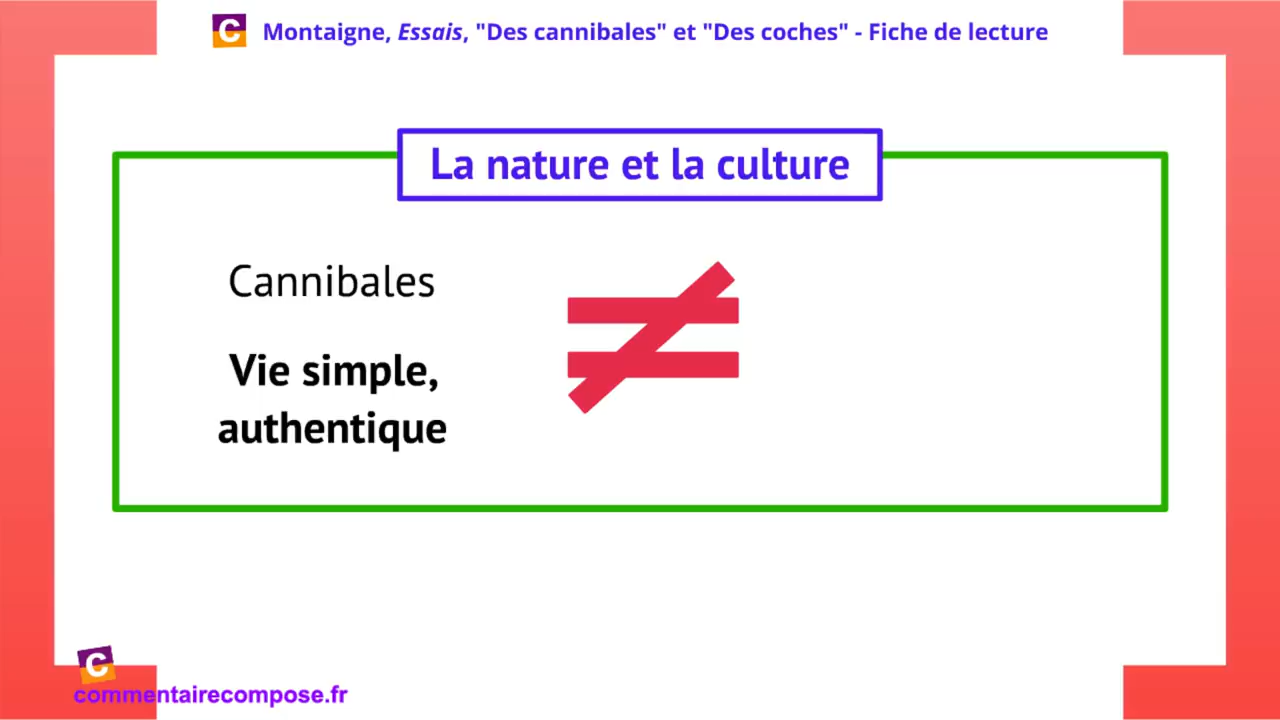 C Montaigne, Essais, "Des cannibales" et "Des coches" - Fiche de lecture
La nature et la culture
Cannibales
≠
Vie simple,
authentique
C
commentairecompose.fr